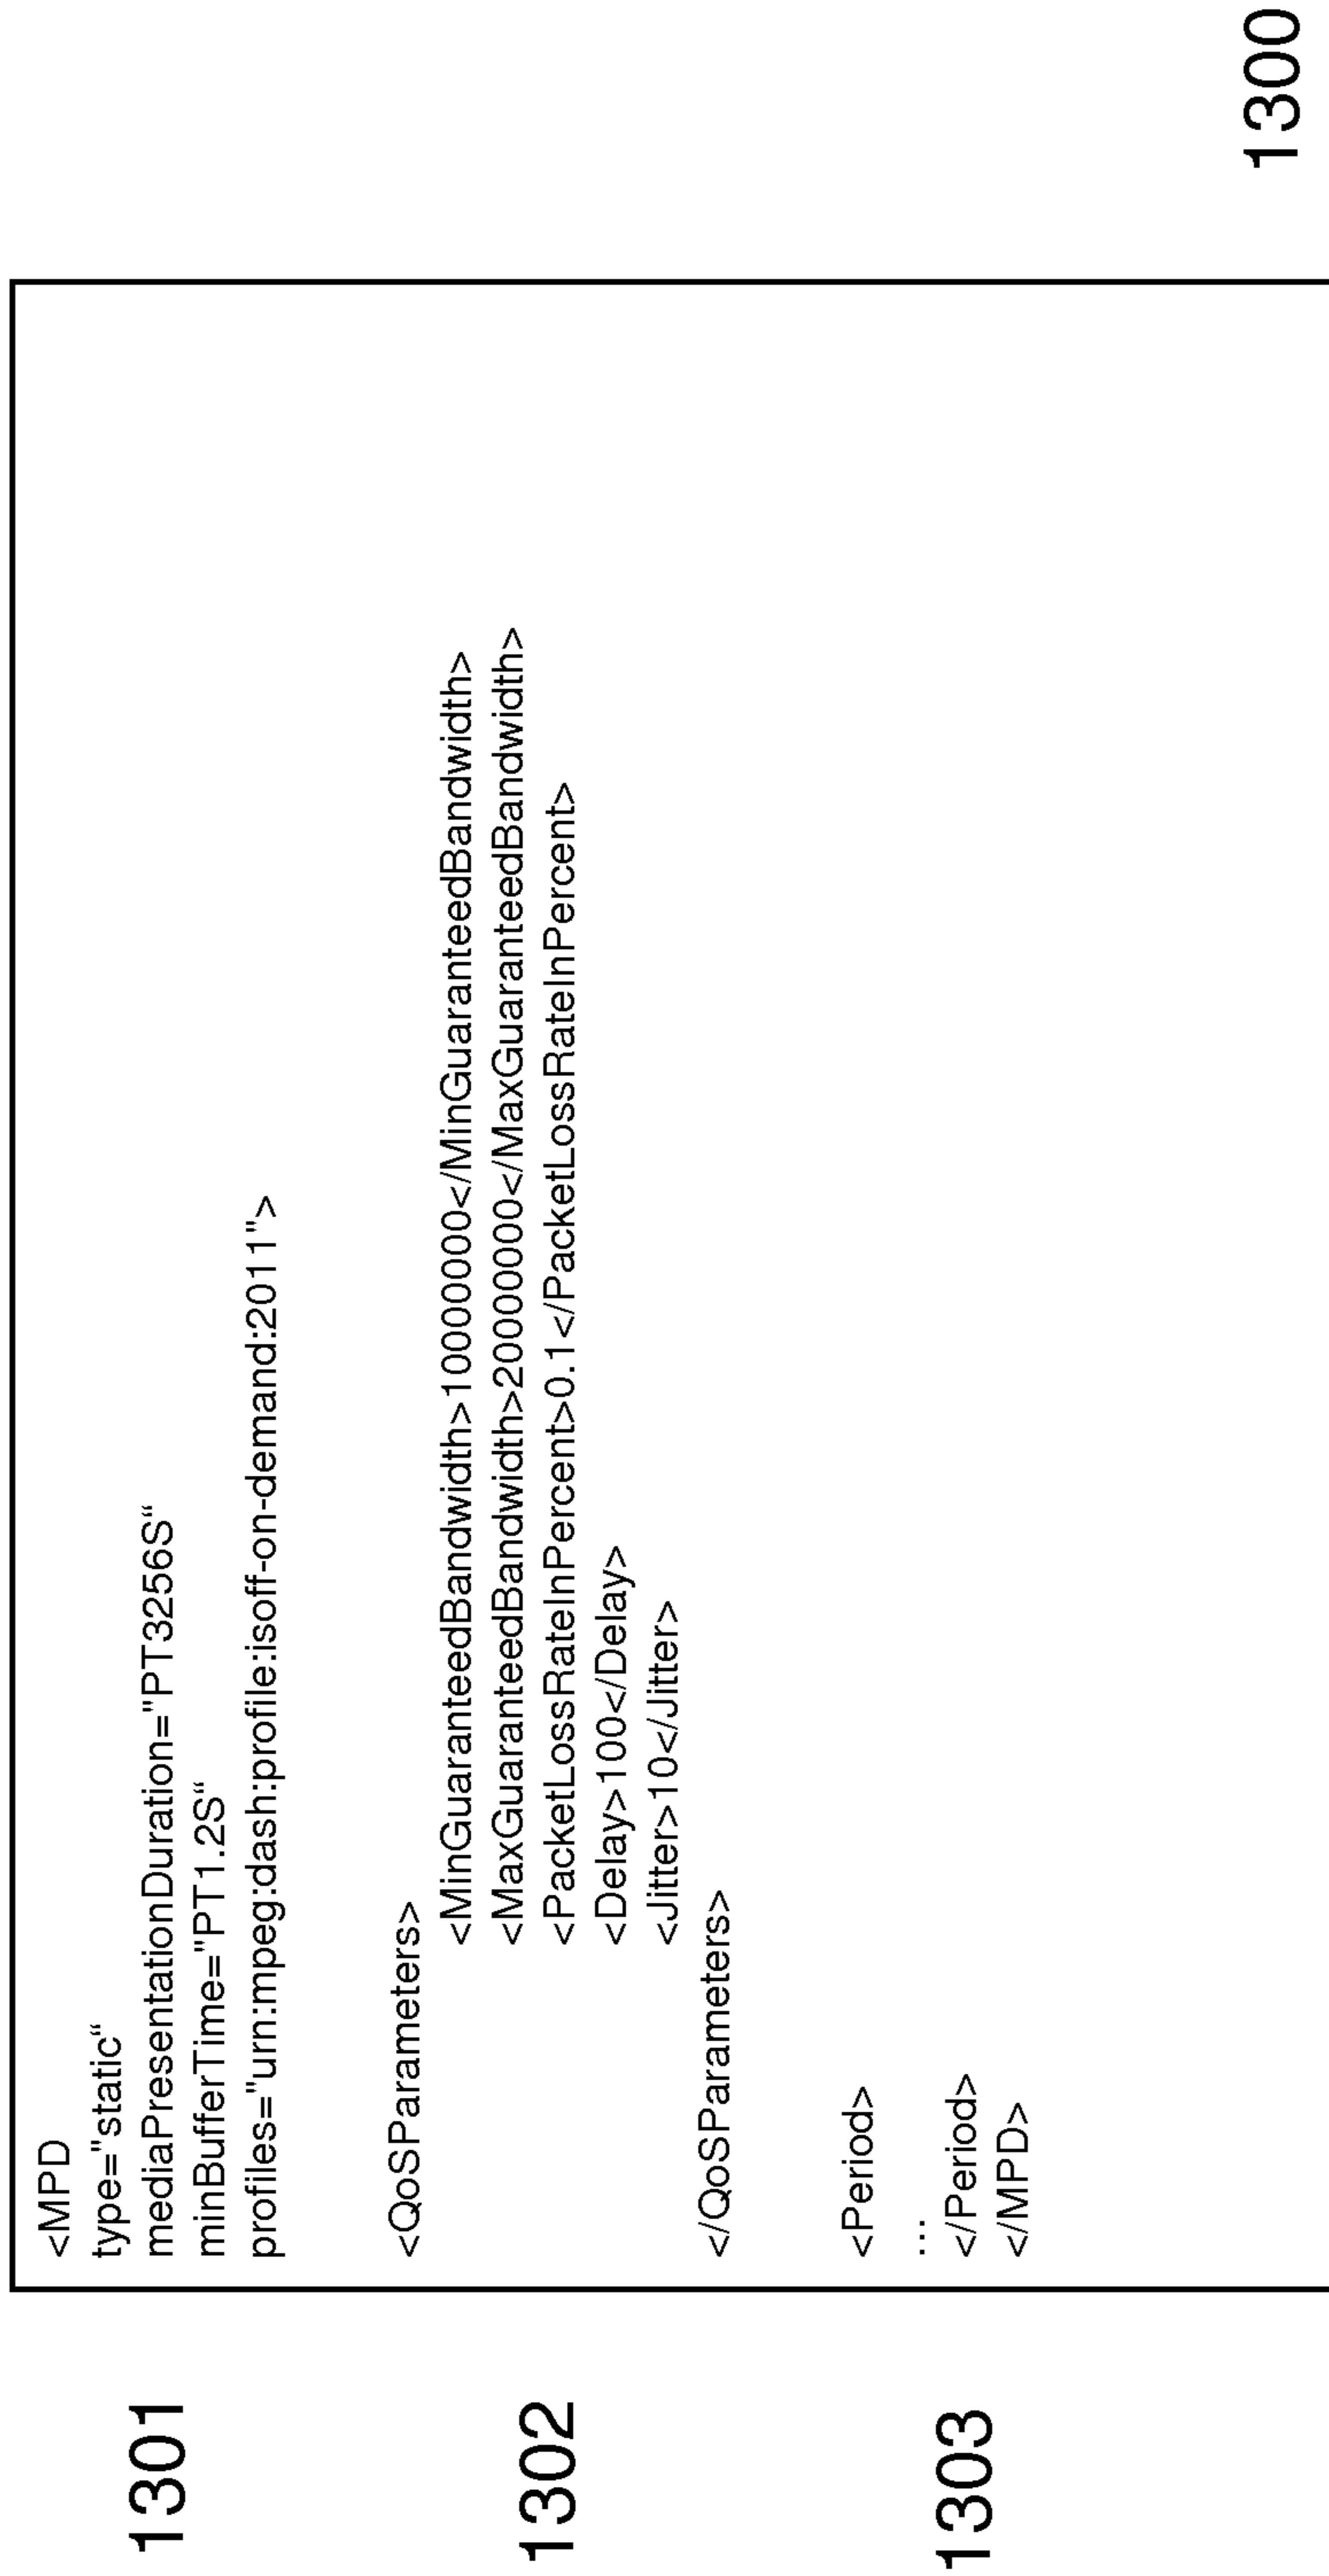 1300
<MPD
type="static“
mediaPresentationDuration="PT3256S“
minBufferTime="PT1.2S“
profiles="urn:mpeg:dash:profile:isoff-on-demand:2011">
1301
<QoSParameters>
<MinGuaranteedBandwidth>10000000</MinGuaranteedBandwidth>
<MaxGuaranteedBandwidth>20000000</MaxGuaranteedBandwidth>
<PacketLossRateInPercent>0.1</PacketLossRateInPercent>
<Delay>100</Delay>
<Jitter>10</Jitter>
</QoSParameters>
1302
<Period>
...
</Period>
</MPD>
1303